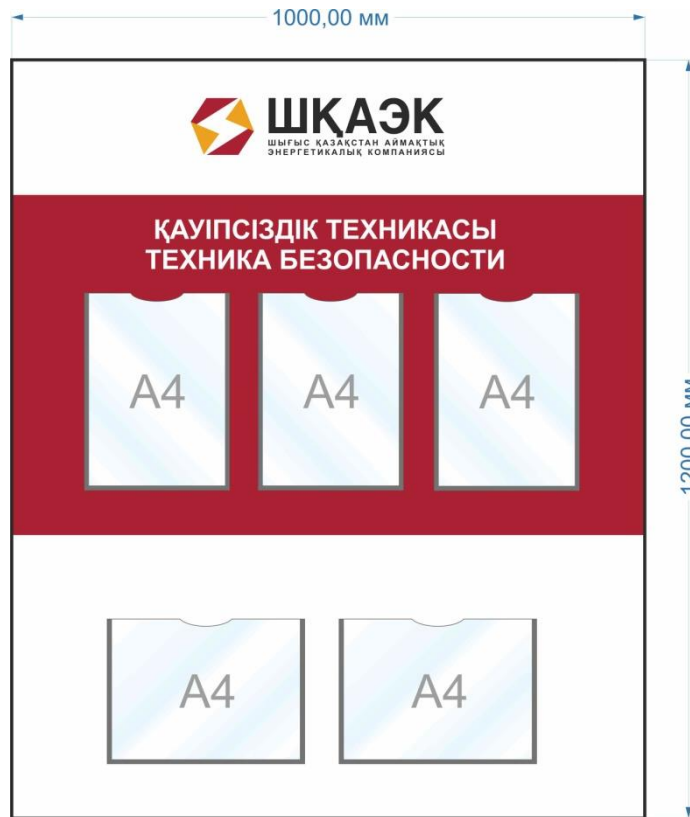 1000,00 мм
ШҚАЭК
ШЫҒЫС ҚАЗАҚСТАН АЙМАҚТЫҚ
ЭНЕРГЕТИКАЛЫҚ КОМПАНИЯСЫ
ҚАУІПСІЗДІК ТЕХНИКАСЫ
ТЕХНИКА БЕЗОПАСНОСТИ
А4
А4
А4
1200,00 мм
А4
А4